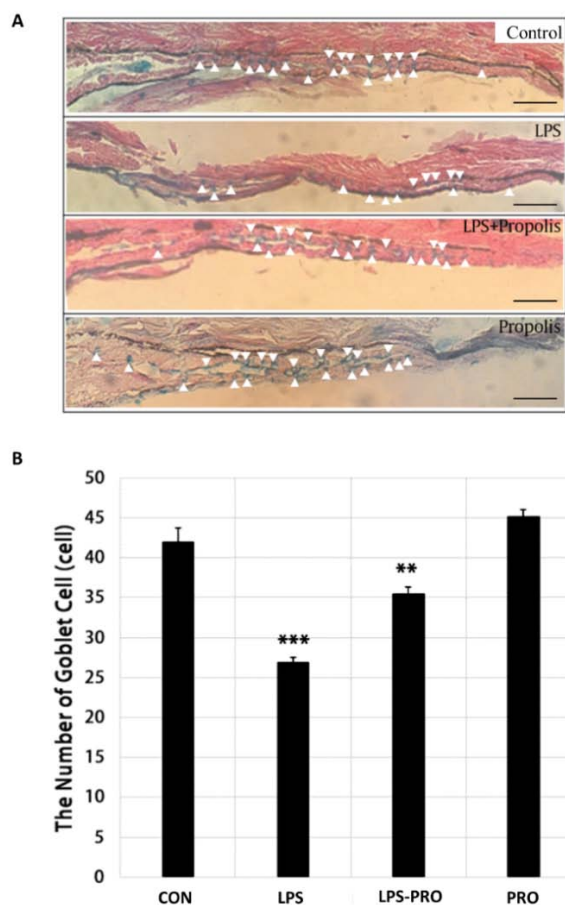 A
Control
LPS
LPS+Propolis
Propolis
B
The Number of Goblet Cell (cell)
50
45
40
35
30
25
20
15
10
5
0
***
**
CON
LPS
LPS-PRO
PRO